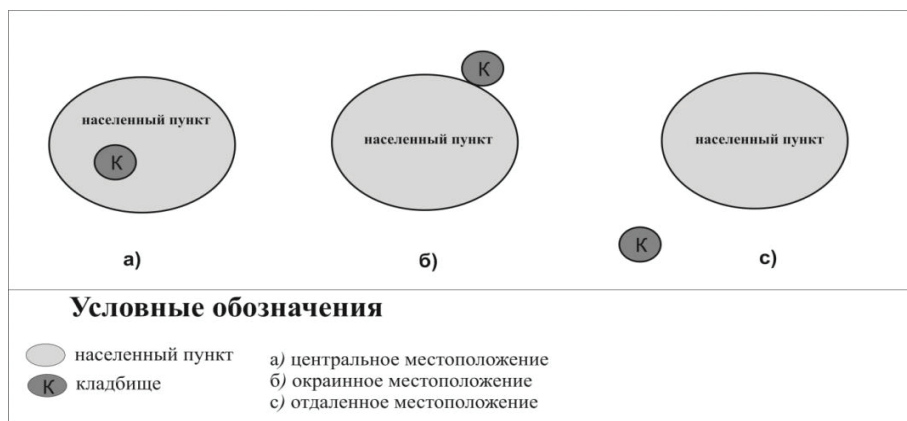 населенный пункт
К
а)
К
населенный пункт
б)
населенный пункт
К
с)
Условные обозначения
населенный пункт
К кладбище
а) центральное местоположение
б) окраинное местоположение
с) отдаленное местоположение